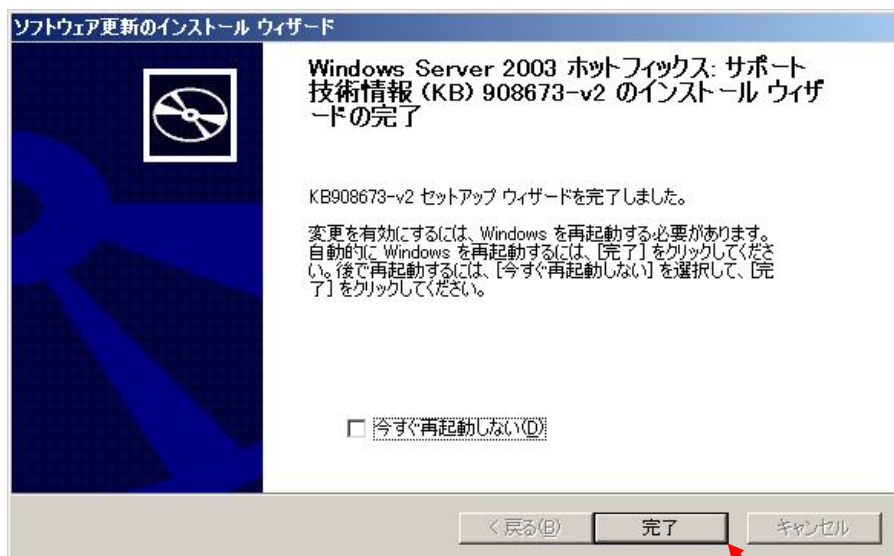 ソフトウェア更新のインストール ウィザード
Windows Server 2003 ホットフィックス: サポート
技術情報 (KB) 908673-v2 のインストール ウィザ
ードの完了
KB908673-v2 セットアップ ウィザードを完了しました。
変更を有効にするには、Windows を再起動する必要があります。
自動的に Windows を再起動するには、[完了] をクリックしてくださ
い。後で再起動するには、[今すぐ再起動しない] を選択して、[完
了] をクリックしてください。
今すぐ再起動しない(D)
< 戻る(B) 完了 キャンセル